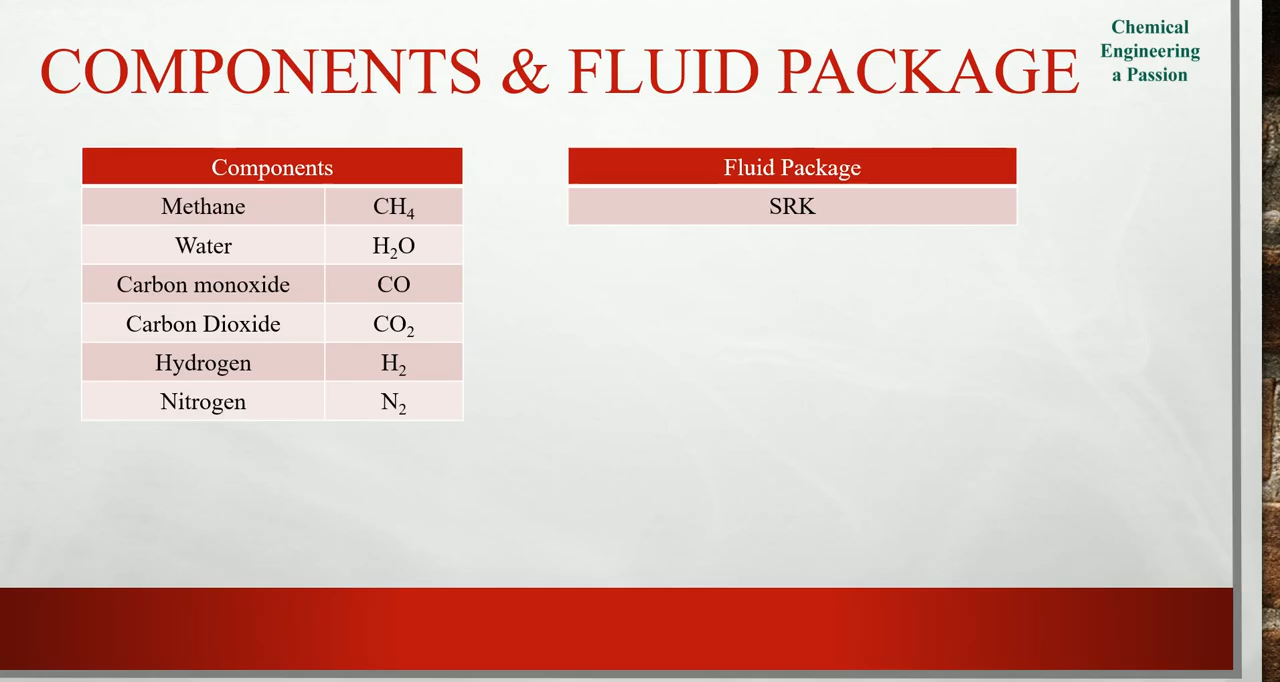 COMPONENTS & FLUID PACKAGE
Chemical
Engineering
a Passion
Components
Methane CH₄
Water H₂O
Carbon monoxide CO
Carbon Dioxide CO₂
Hydrogen H₂
Nitrogen N₂
Fluid Package
SRK